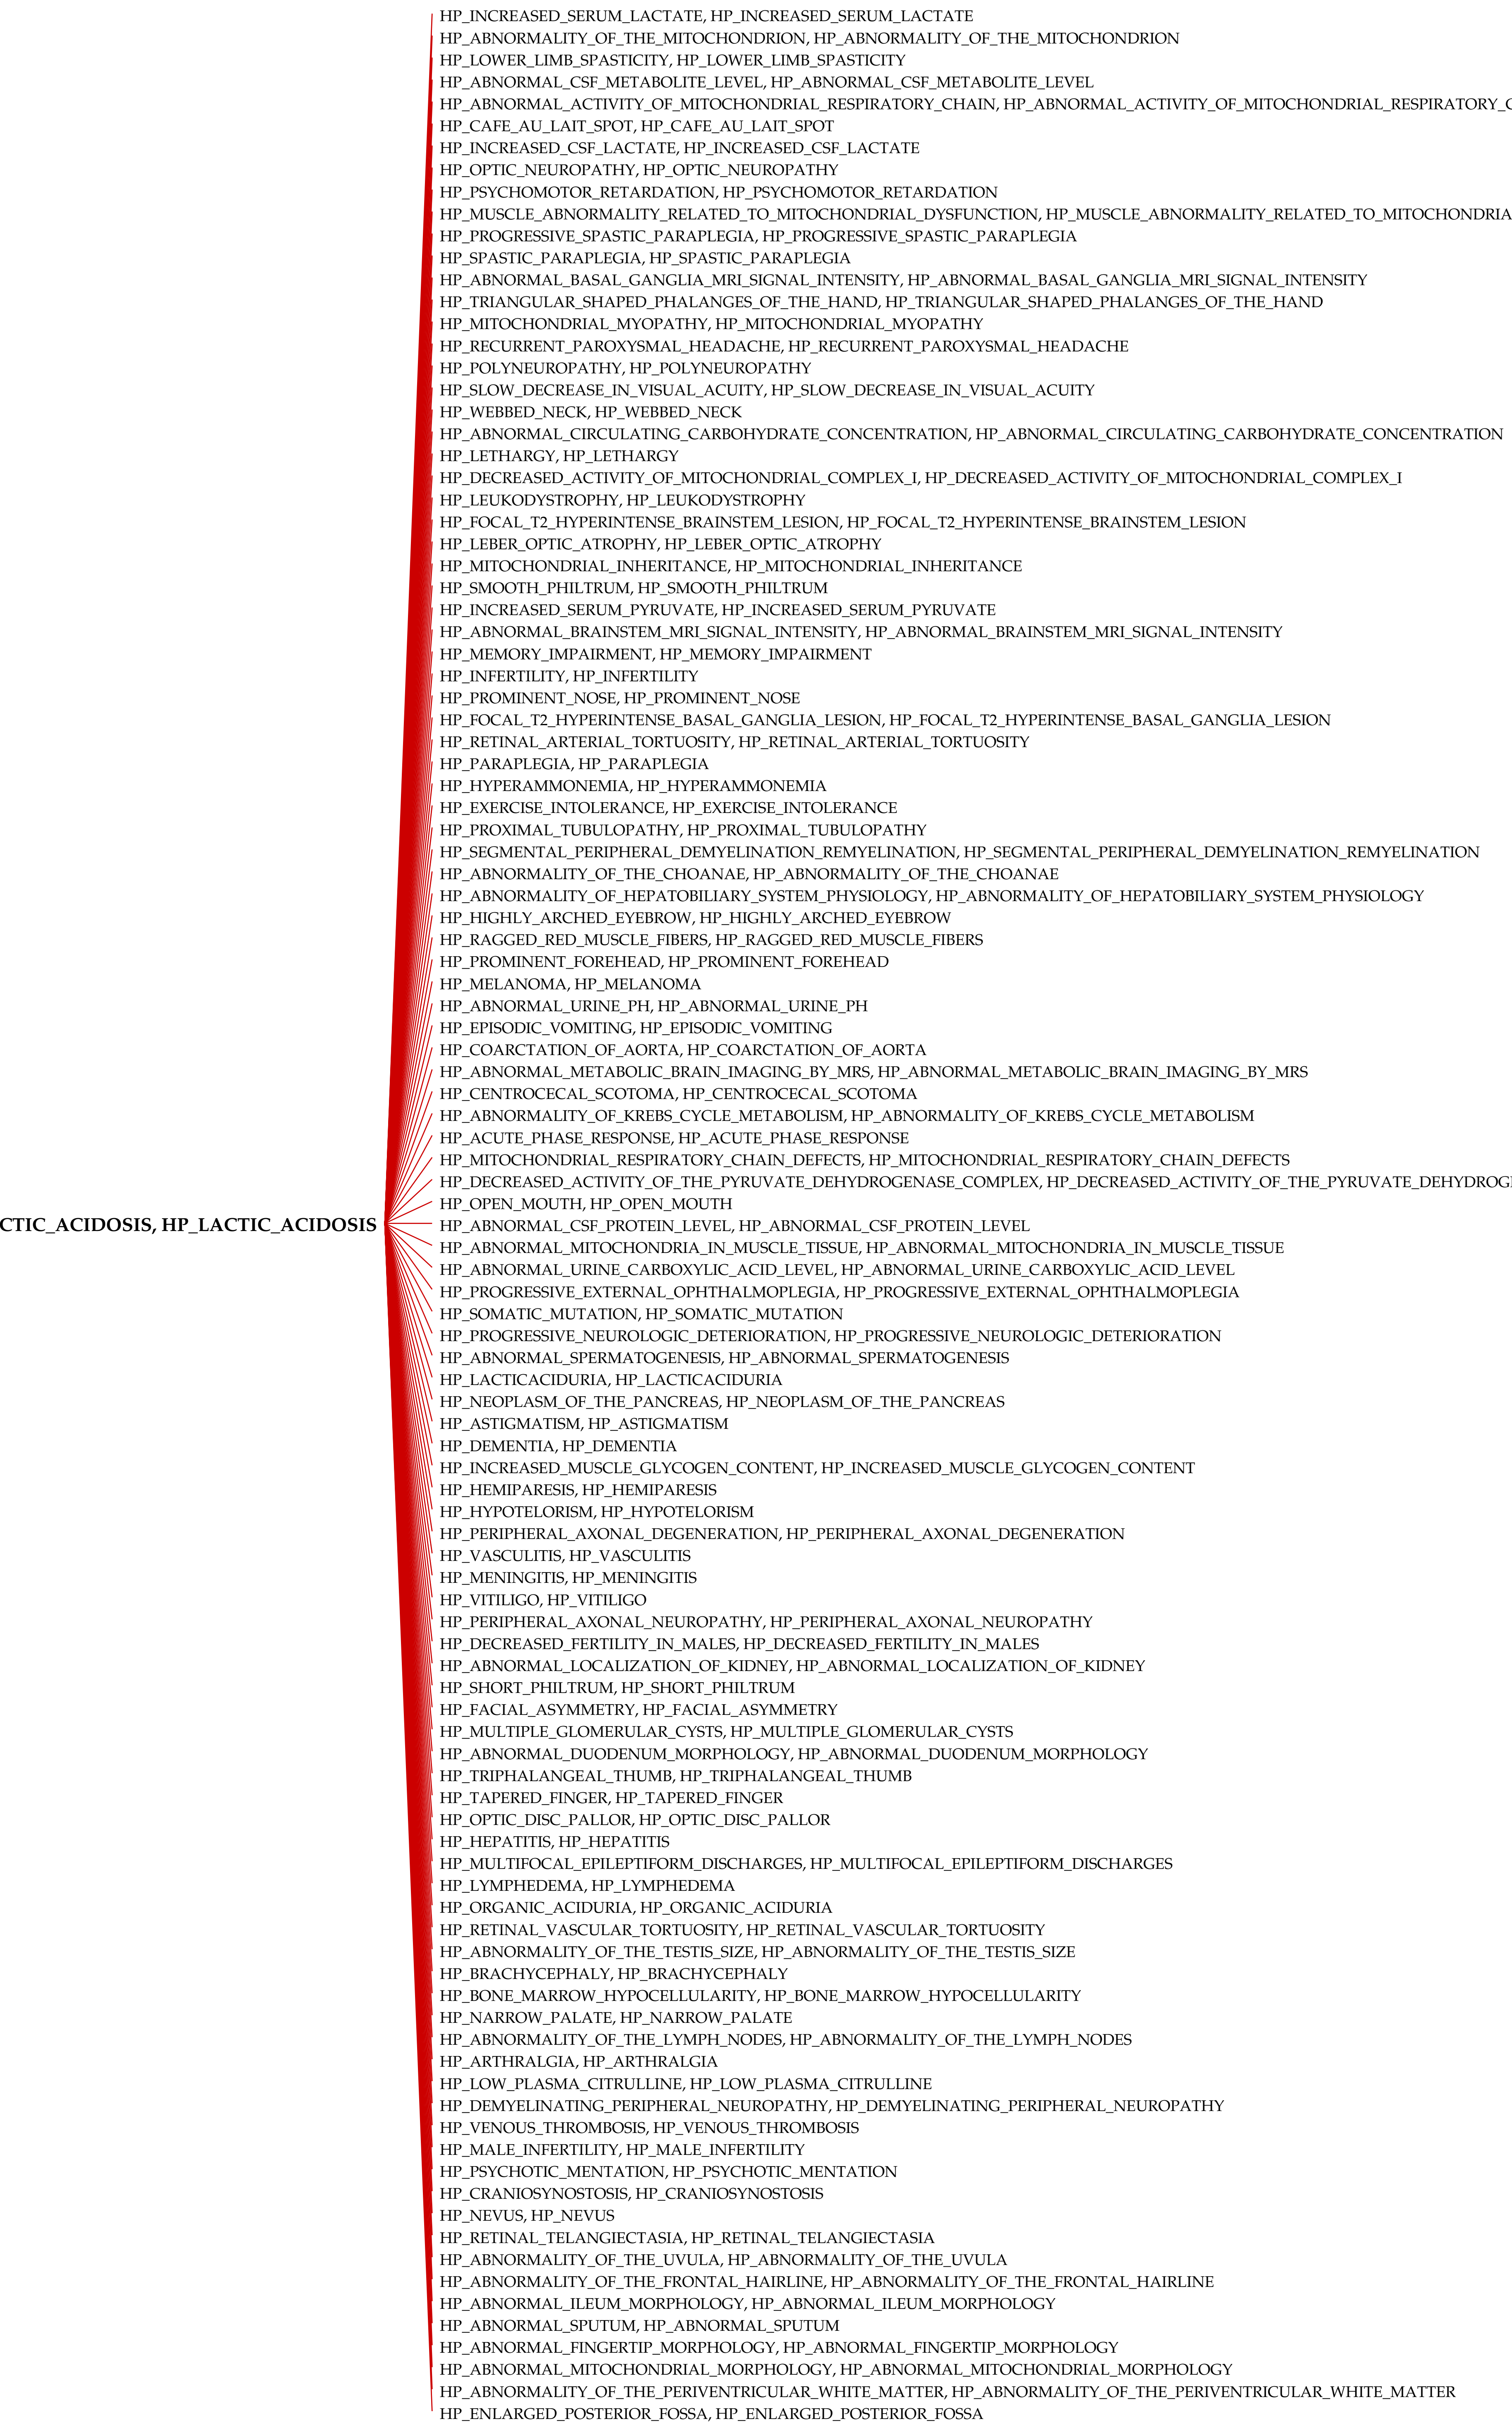 HP_INCREASED_SERUM_LACTATE, HP_INCREASED_SERUM_LACTATE
HP_ABNORMALITY_OF_THE_MITOCHONDRION, HP_ABNORMALITY_OF_THE_MITOCHONDRION
HP_LOWER_LIMB_SPASTICITY, HP_LOWER_LIMB_SPASTICITY
HP_ABNORMAL_CSF_METABOLITE_LEVEL, HP_ABNORMAL_CSF_METABOLITE_LEVEL
HP_ABNORMAL_ACTIVITY_OF_MITOCHONDRIAL_RESPIRATORY_CHAIN, HP_ABNORMAL_ACTIVITY_OF_MITOCHONDRIAL_RESPIRATORY_C
HP_CAFE_AU_LAIT_SPOT, HP_CAFE_AU_LAIT_SPOT
HP_INCREASED_CSF_LACTATE, HP_INCREASED_CSF_LACTATE
HP_OPTIC_NEUROPATHY, HP_OPTIC_NEUROPATHY
HP_PSYCHOMOTOR_RETARDATION, HP_PSYCHOMOTOR_RETARDATION
HP_MUSCLE_ABNORMALITY_RELATED_TO_MITOCHONDRIAL_DYSFUNCTION, HP_MUSCLE_ABNORMALITY_RELATED_TO_MITOCHONDRIA
HP_PROGRESSIVE_SPASTIC_PARAPLEGIA, HP_PROGRESSIVE_SPASTIC_PARAPLEGIA
HP_SPASTIC_PARAPLEGIA, HP_SPASTIC_PARAPLEGIA
HP_ABNORMAL_BASAL_GANGLIA_MRI_SIGNAL_INTENSITY, HP_ABNORMAL_BASAL_GANGLIA_MRI_SIGNAL_INTENSITY
HP_TRIANGULAR_SHAPED_PHALANGES_OF_THE_HAND, HP_TRIANGULAR_SHAPED_PHALANGES_OF_THE_HAND
HP_MITOCHONDRIAL_MYOPATHY, HP_MITOCHONDRIAL_MYOPATHY
HP_RECURRENT_PAROXYSMAL_HEADACHE, HP_RECURRENT_PAROXYSMAL_HEADACHE
HP_POLYNEUROPATHY, HP_POLYNEUROPATHY
HP_SLOW_DECREASE_IN_VISUAL_ACUITY, HP_SLOW_DECREASE_IN_VISUAL_ACUITY
HP_WEBBED_NECK, HP_WEBBED_NECK
HP_ABNORMAL_CIRCULATING_CARBOHYDRATE_CONCENTRATION, HP_ABNORMAL_CIRCULATING_CARBOHYDRATE_CONCENTRATION
HP_LETHARGY, HP_LETHARGY
HP_DECREASED_ACTIVITY_OF_MITOCHONDRIAL_COMPLEX_I, HP_DECREASED_ACTIVITY_OF_MITOCHONDRIAL_COMPLEX_I
HP_LEUKODYSTROPHY, HP_LEUKODYSTROPHY
HP_FOCAL_T2_HYPERINTENSE_BRAINSTEM_LESION, HP_FOCAL_T2_HYPERINTENSE_BRAINSTEM_LESION
HP_LEBER_OPTIC_ATROPHY, HP_LEBER_OPTIC_ATROPHY
HP_MITOCHONDRIAL_INHERITANCE, HP_MITOCHONDRIAL_INHERITANCE
HP_SMOOTH_PHILTRUM, HP_SMOOTH_PHILTRUM
HP_INCREASED_SERUM_PYRUVATE, HP_INCREASED_SERUM_PYRUVATE
HP_ABNORMAL_BRAINSTEM_MRI_SIGNAL_INTENSITY, HP_ABNORMAL_BRAINSTEM_MRI_SIGNAL_INTENSITY
HP_MEMORY_IMPAIRMENT, HP_MEMORY_IMPAIRMENT
HP_INFERTILITY, HP_INFERTILITY
HP_PROMINENT_NOSE, HP_PROMINENT_NOSE
HP_FOCAL_T2_HYPERINTENSE_BASAL_GANGLIA_LESION, HP_FOCAL_T2_HYPERINTENSE_BASAL_GANGLIA_LESION
HP_RETINAL_ARTERIAL_TORTUOSITY, HP_RETINAL_ARTERIAL_TORTUOSITY
HP_PARAPLEGIA, HP_PARAPLEGIA
HP_HYPERAMMONEMIA, HP_HYPERAMMONEMIA
HP_EXERCISE_INTOLERANCE, HP_EXERCISE_INTOLERANCE
HP_PROXIMAL_TUBULOPATHY, HP_PROXIMAL_TUBULOPATHY
HP_SEGMENTAL_PERIPHERAL_DEMYELINATION_REMYELINATION, HP_SEGMENTAL_PERIPHERAL_DEMYELINATION_REMYELINATION
HP_ABNORMALITY_OF_THE_CHOANAE, HP_ABNORMALITY_OF_THE_CHOANAE
HP_ABNORMALITY_OF_HEPATOBILIARY_SYSTEM_PHYSIOLOGY, HP_ABNORMALITY_OF_HEPATOBILIARY_SYSTEM_PHYSIOLOGY
HP_HIGHLY_ARCHED_EYEBROW, HP_HIGHLY_ARCHED_EYEBROW
HP_RAGGED_RED_MUSCLE_FIBERS, HP_RAGGED_RED_MUSCLE_FIBERS
HP_PROMINENT_FOREHEAD, HP_PROMINENT_FOREHEAD
HP_MELANOMA, HP_MELANOMA
HP_ABNORMAL_URINE_PH, HP_ABNORMAL_URINE_PH
HP_EPISODIC_VOMITING, HP_EPISODIC_VOMITING
HP_COARCTATION_OF_AORTA, HP_COARCTATION_OF_AORTA
HP_ABNORMAL_METABOLIC_BRAIN_IMAGING_BY_MRS, HP_ABNORMAL_METABOLIC_BRAIN_IMAGING_BY_MRS
HP_CENTROCECAL_SCOTOMA, HP_CENTROCECAL_SCOTOMA
HP_ABNORMALITY_OF_KREBS_CYCLE_METABOLISM, HP_ABNORMALITY_OF_KREBS_CYCLE_METABOLISM
HP_ACUTE_PHASE_RESPONSE, HP_ACUTE_PHASE_RESPONSE
HP_MITOCHONDRIAL_RESPIRATORY_CHAIN_DEFECTS, HP_MITOCHONDRIAL_RESPIRATORY_CHAIN_DEFECTS
HP_DECREASED_ACTIVITY_OF_THE_PYRUVATE_DEHYDROGENASE_COMPLEX, HP_DECREASED_ACTIVITY_OF_THE_PYRUVATE_DEHYDROG
HP_OPEN_MOUTH, HP_OPEN_MOUTH
CTIC_ACIDOSIS, HP_LACTIC_ACIDOSIS
HP_ABNORMAL_CSF_PROTEIN_LEVEL, HP_ABNORMAL_CSF_PROTEIN_LEVEL
HP_ABNORMAL_MITOCHONDRIA_IN_MUSCLE_TISSUE, HP_ABNORMAL_MITOCHONDRIA_IN_MUSCLE_TISSUE
HP_ABNORMAL_URINE_CARBOXYLIC_ACID_LEVEL, HP_ABNORMAL_URINE_CARBOXYLIC_ACID_LEVEL
HP_PROGRESSIVE_EXTERNAL_OPHTHALMOPLEGIA, HP_PROGRESSIVE_EXTERNAL_OPHTHALMOPLEGIA
HP_SOMATIC_MUTATION, HP_SOMATIC_MUTATION
HP_PROGRESSIVE_NEUROLOGIC_DETERIORATION, HP_PROGRESSIVE_NEUROLOGIC_DETERIORATION
HP_ABNORMAL_SPERMATOGENESIS, HP_ABNORMAL_SPERMATOGENESIS
HP_LACTICACIDURIA, HP_LACTICACIDURIA
HP_NEOPLASM_OF_THE_PANCREAS, HP_NEOPLASM_OF_THE_PANCREAS
HP_ASTIGMATISM, HP_ASTIGMATISM
HP_DEMENTIA, HP_DEMENTIA
HP_INCREASED_MUSCLE_GLYCOGEN_CONTENT, HP_INCREASED_MUSCLE_GLYCOGEN_CONTENT
HP_HEMIPARESIS, HP_HEMIPARESIS
HP_HYPOTELORISM, HP_HYPOTELORISM
HP_PERIPHERAL_AXONAL_DEGENERATION, HP_PERIPHERAL_AXONAL_DEGENERATION
HP_VASCULITIS, HP_VASCULITIS
HP_MENINGITIS, HP_MENINGITIS
HP_VITILIGO, HP_VITILIGO
HP_PERIPHERAL_AXONAL_NEUROPATHY, HP_PERIPHERAL_AXONAL_NEUROPATHY
HP_DECREASED_FERTILITY_IN_MALES, HP_DECREASED_FERTILITY_IN_MALES
HP_ABNORMAL_LOCALIZATION_OF_KIDNEY, HP_ABNORMAL_LOCALIZATION_OF_KIDNEY
HP_SHORT_PHILTRUM, HP_SHORT_PHILTRUM
HP_FACIAL_ASYMMETRY, HP_FACIAL_ASYMMETRY
HP_MULTIPLE_GLOMERULAR_CYSTS, HP_MULTIPLE_GLOMERULAR_CYSTS
HP_ABNORMAL_DUODENUM_MORPHOLOGY, HP_ABNORMAL_DUODENUM_MORPHOLOGY
HP_TRIPHALANGEAL_THUMB, HP_TRIPHALANGEAL_THUMB
HP_TAPERED_FINGER, HP_TAPERED_FINGER
HP_OPTIC_DISC_PALLOR, HP_OPTIC_DISC_PALLOR
HP_HEPATITIS, HP_HEPATITIS
HP_MULTIFOCAL_EPILEPTIFORM_DISCHARGES, HP_MULTIFOCAL_EPILEPTIFORM_DISCHARGES
HP_LYMPHEDEMA, HP_LYMPHEDEMA
HP_ORGANIC_ACIDURIA, HP_ORGANIC_ACIDURIA
HP_RETINAL_VASCULAR_TORTUOSITY, HP_RETINAL_VASCULAR_TORTUOSITY
HP_ABNORMALITY_OF_THE_TESTIS_SIZE, HP_ABNORMALITY_OF_THE_TESTIS_SIZE
HP_BRACHYCEPHALY, HP_BRACHYCEPHALY
HP_BONE_MARROW_HYPOCELLULARITY, HP_BONE_MARROW_HYPOCELLULARITY
HP_NARROW_PALATE, HP_NARROW_PALATE
HP_ABNORMALITY_OF_THE_LYMPH_NODES, HP_ABNORMALITY_OF_THE_LYMPH_NODES
HP_ARTHRALGIA, HP_ARTHRALGIA
HP_LOW_PLASMA_CITRULLINE, HP_LOW_PLASMA_CITRULLINE
HP_DEMYELINATING_PERIPHERAL_NEUROPATHY, HP_DEMYELINATING_PERIPHERAL_NEUROPATHY
HP_VENOUS_THROMBOSIS, HP_VENOUS_THROMBOSIS
HP_MALE_INFERTILITY, HP_MALE_INFERTILITY
HP_PSYCHOTIC_MENTATION, HP_PSYCHOTIC_MENTATION
HP_CRANIOSYNOSTOSIS, HP_CRANIOSYNOSTOSIS
HP_NEVUS, HP_NEVUS
HP_RETINAL_TELANGIECTASIA, HP_RETINAL_TELANGIECTASIA
HP_ABNORMALITY_OF_THE_UVULA, HP_ABNORMALITY_OF_THE_UVULA
HP_ABNORMALITY_OF_THE_FRONTAL_HAIRLINE, HP_ABNORMALITY_OF_THE_FRONTAL_HAIRLINE
HP_ABNORMAL_ILEUM_MORPHOLOGY, HP_ABNORMAL_ILEUM_MORPHOLOGY
HP_ABNORMAL_SPUTUM, HP_ABNORMAL_SPUTUM
HP_ABNORMAL_FINGERTIP_MORPHOLOGY, HP_ABNORMAL_FINGERTIP_MORPHOLOGY
HP_ABNORMAL_MITOCHONDRIAL_MORPHOLOGY, HP_ABNORMAL_MITOCHONDRIAL_MORPHOLOGY
HP_ABNORMALITY_OF_THE_PERIVENTRICULAR_WHITE_MATTER, HP_ABNORMALITY_OF_THE_PERIVENTRICULAR_WHITE_MATTER
HP_ENLARGED_POSTERIOR_FOSSA, HP_ENLARGED_POSTERIOR_FOSSA